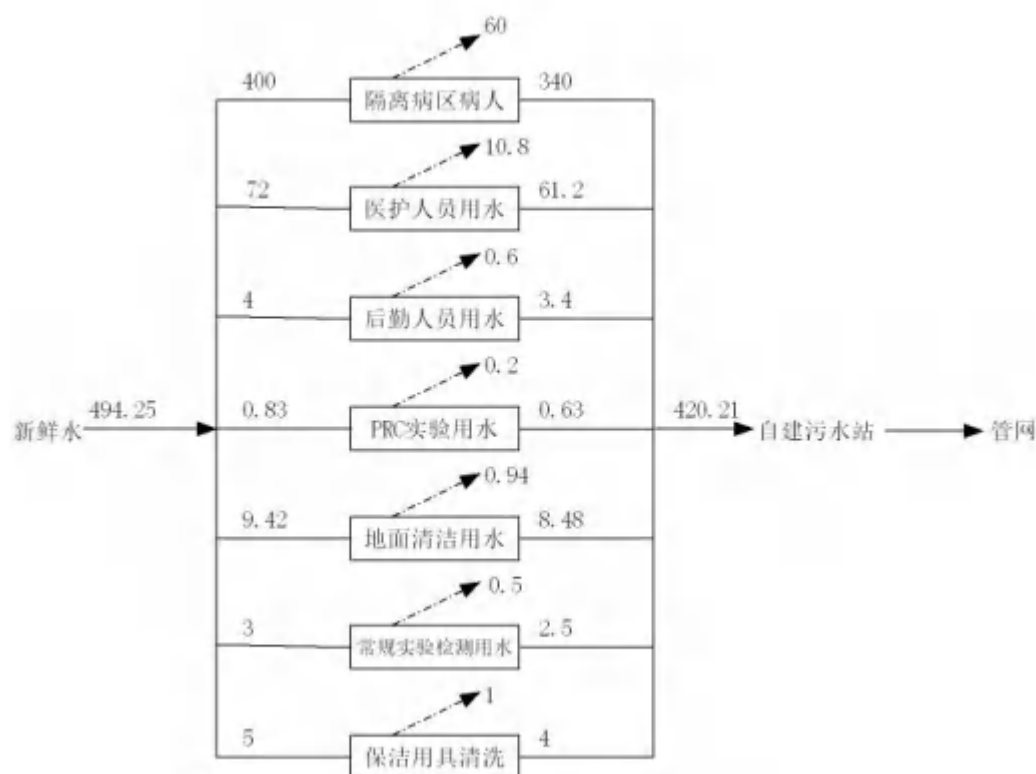 60
400
隔离病区病人
340
10.8
72
医护人员用水
61.2
0.6
4
后勤人员用水
3.4
0.2
新鲜水
494.25
0.83
PRC实验用水
0.63
420.21
自建污水站
管网
0.94
9.42
地面清洁用水
8.48
0.5
3
常规实验检测用水
2.5
1
5
保洁用具清洗
4